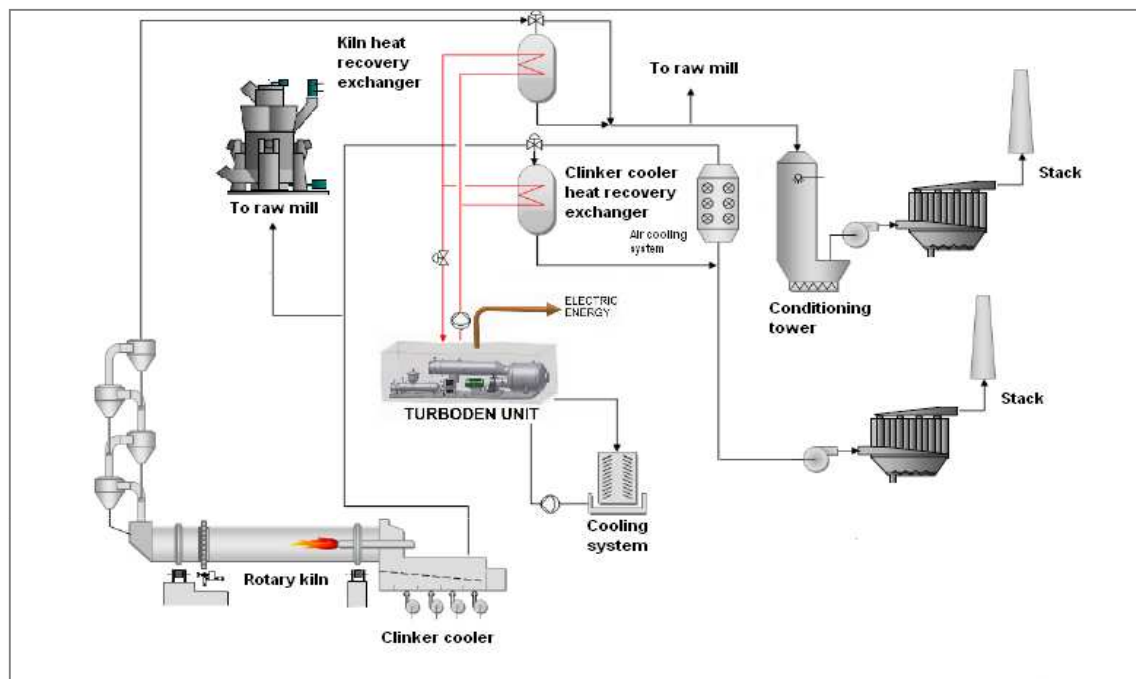 Kiln heat
recovery
exchanger
To raw mill
To raw mill
Clinker cooler
heat recovery
exchanger
Air cooling
system
Stack
Conditioning
tower
ELECTRIC
ENERGY
TURBODEN UNIT
Stack
Cooling
system
Rotary kiln
Clinker cooler